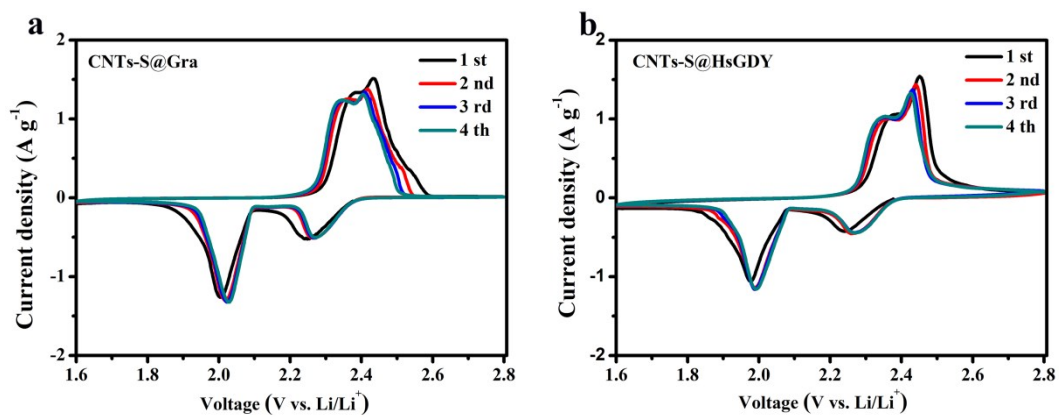 a
CNTs-S@Gra
1 st
2 nd
3 rd
4 th
2
1
0
-1
-2
Current density (A g⁻¹)
1.6 1.8 2.0 2.2 2.4 2.6 2.8
Voltage (V vs. Li/Li⁺)
b
CNTs-S@HsGDY
1 st
2 nd
3 rd
4 th
2
1
0
-1
-2
Current density (A g⁻¹)
1.6 1.8 2.0 2.2 2.4 2.6 2.8
Voltage (V vs. Li/Li⁺)